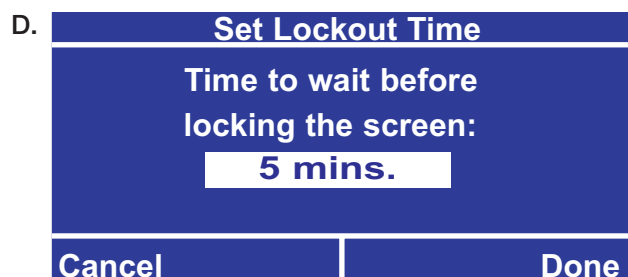 D.
Set Lockout Time
Time to wait before
locking the screen:
5 mins.
Cancel Done